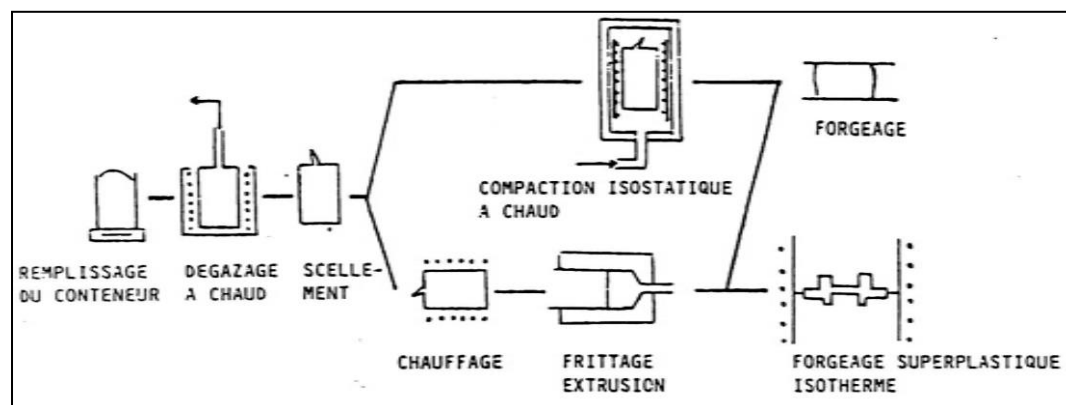 FORGEAGE
COMPACTION ISOSTATIQUE
A CHAUD
REMPLISSAGE
DU CONTENEUR
DEGAZAGE
A CHAUD
SCELLE-
MENT
CHAUFFAGE
FRITTAGE
EXTRUSION
FORGEAGE SUPERPLASTIQUE
ISOTHERME